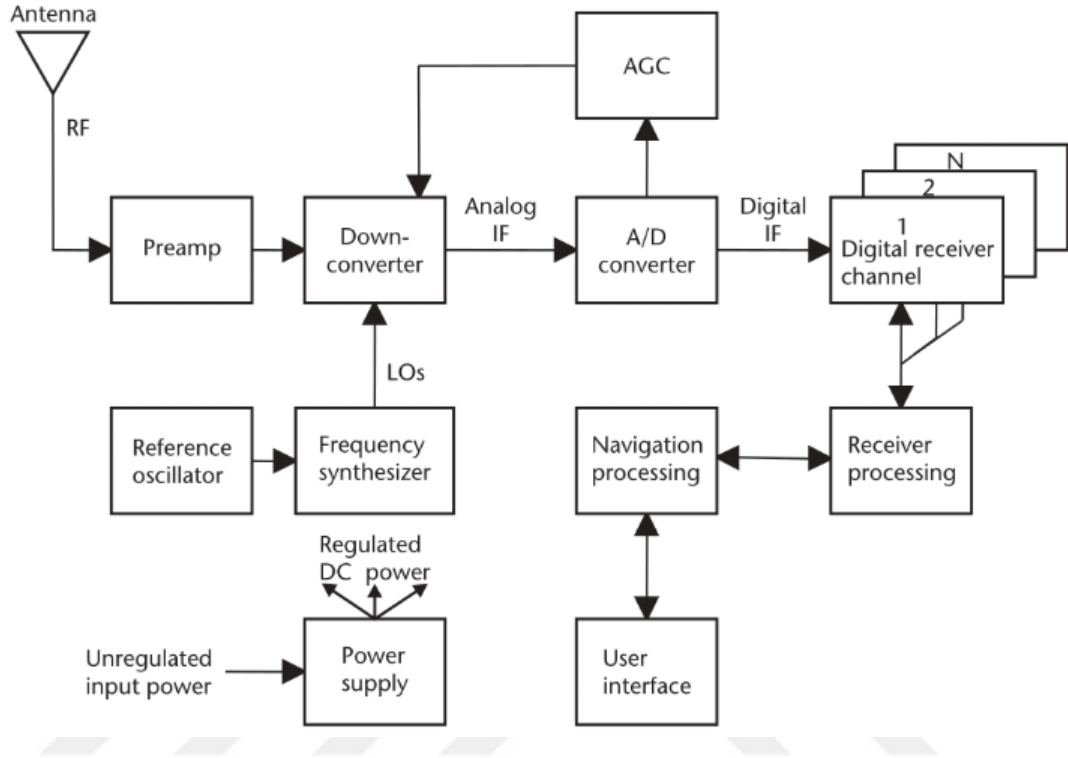 Antenna
RF
AGC
Preamp
Down-
converter
Analog
IF
A/D
converter
Digital
IF
N
2
1
Digital receiver
channel
LOs
Reference
oscillator
Frequency
synthesizer
Navigation
processing
Receiver
processing
Regulated
DC power
Unregulated
input power
Power
supply
User
interface